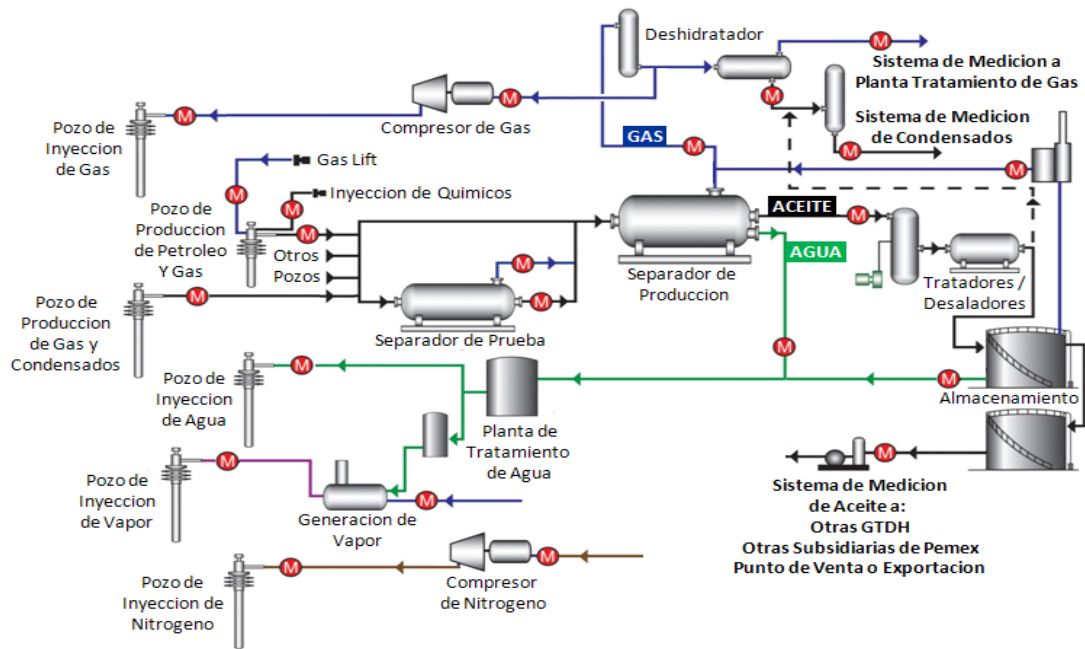 Deshidratador
M
Sistema de Medicion a
Planta Tratamiento de Gas
M
M
M
Pozo de
Inyeccion
de Gas
Compresor de Gas
Sistema de Medicion
de Condensados
M
GAS
M
M
Gas Lift
M
M
Inyeccion de Quimicos
Pozo de
Produccion
de Petroleo
Y Gas
M
Otros
Pozos
ACEITE
M
AGUA
Separador de
Produccion
Tratadores /
Desaladores
M
M
Separador de Prueba
Pozo de
Produccion
de Gas y
Condensados
M
M
M
M
Almacenamiento
Pozo de
Inyeccion
de Agua
Planta de
Tratamiento
de Agua
M
M
M
Pozo de
Inyeccion
de Vapor
Generacion de
Vapor
Sistema de Medicion
de Aceite a:
Otras GTDH
Otras Subsidiarias de Pemex
Punto de Venta o Exportacion
M
M
Pozo de
Inyeccion de
Nitrogeno
Compresor
de Nitrogeno